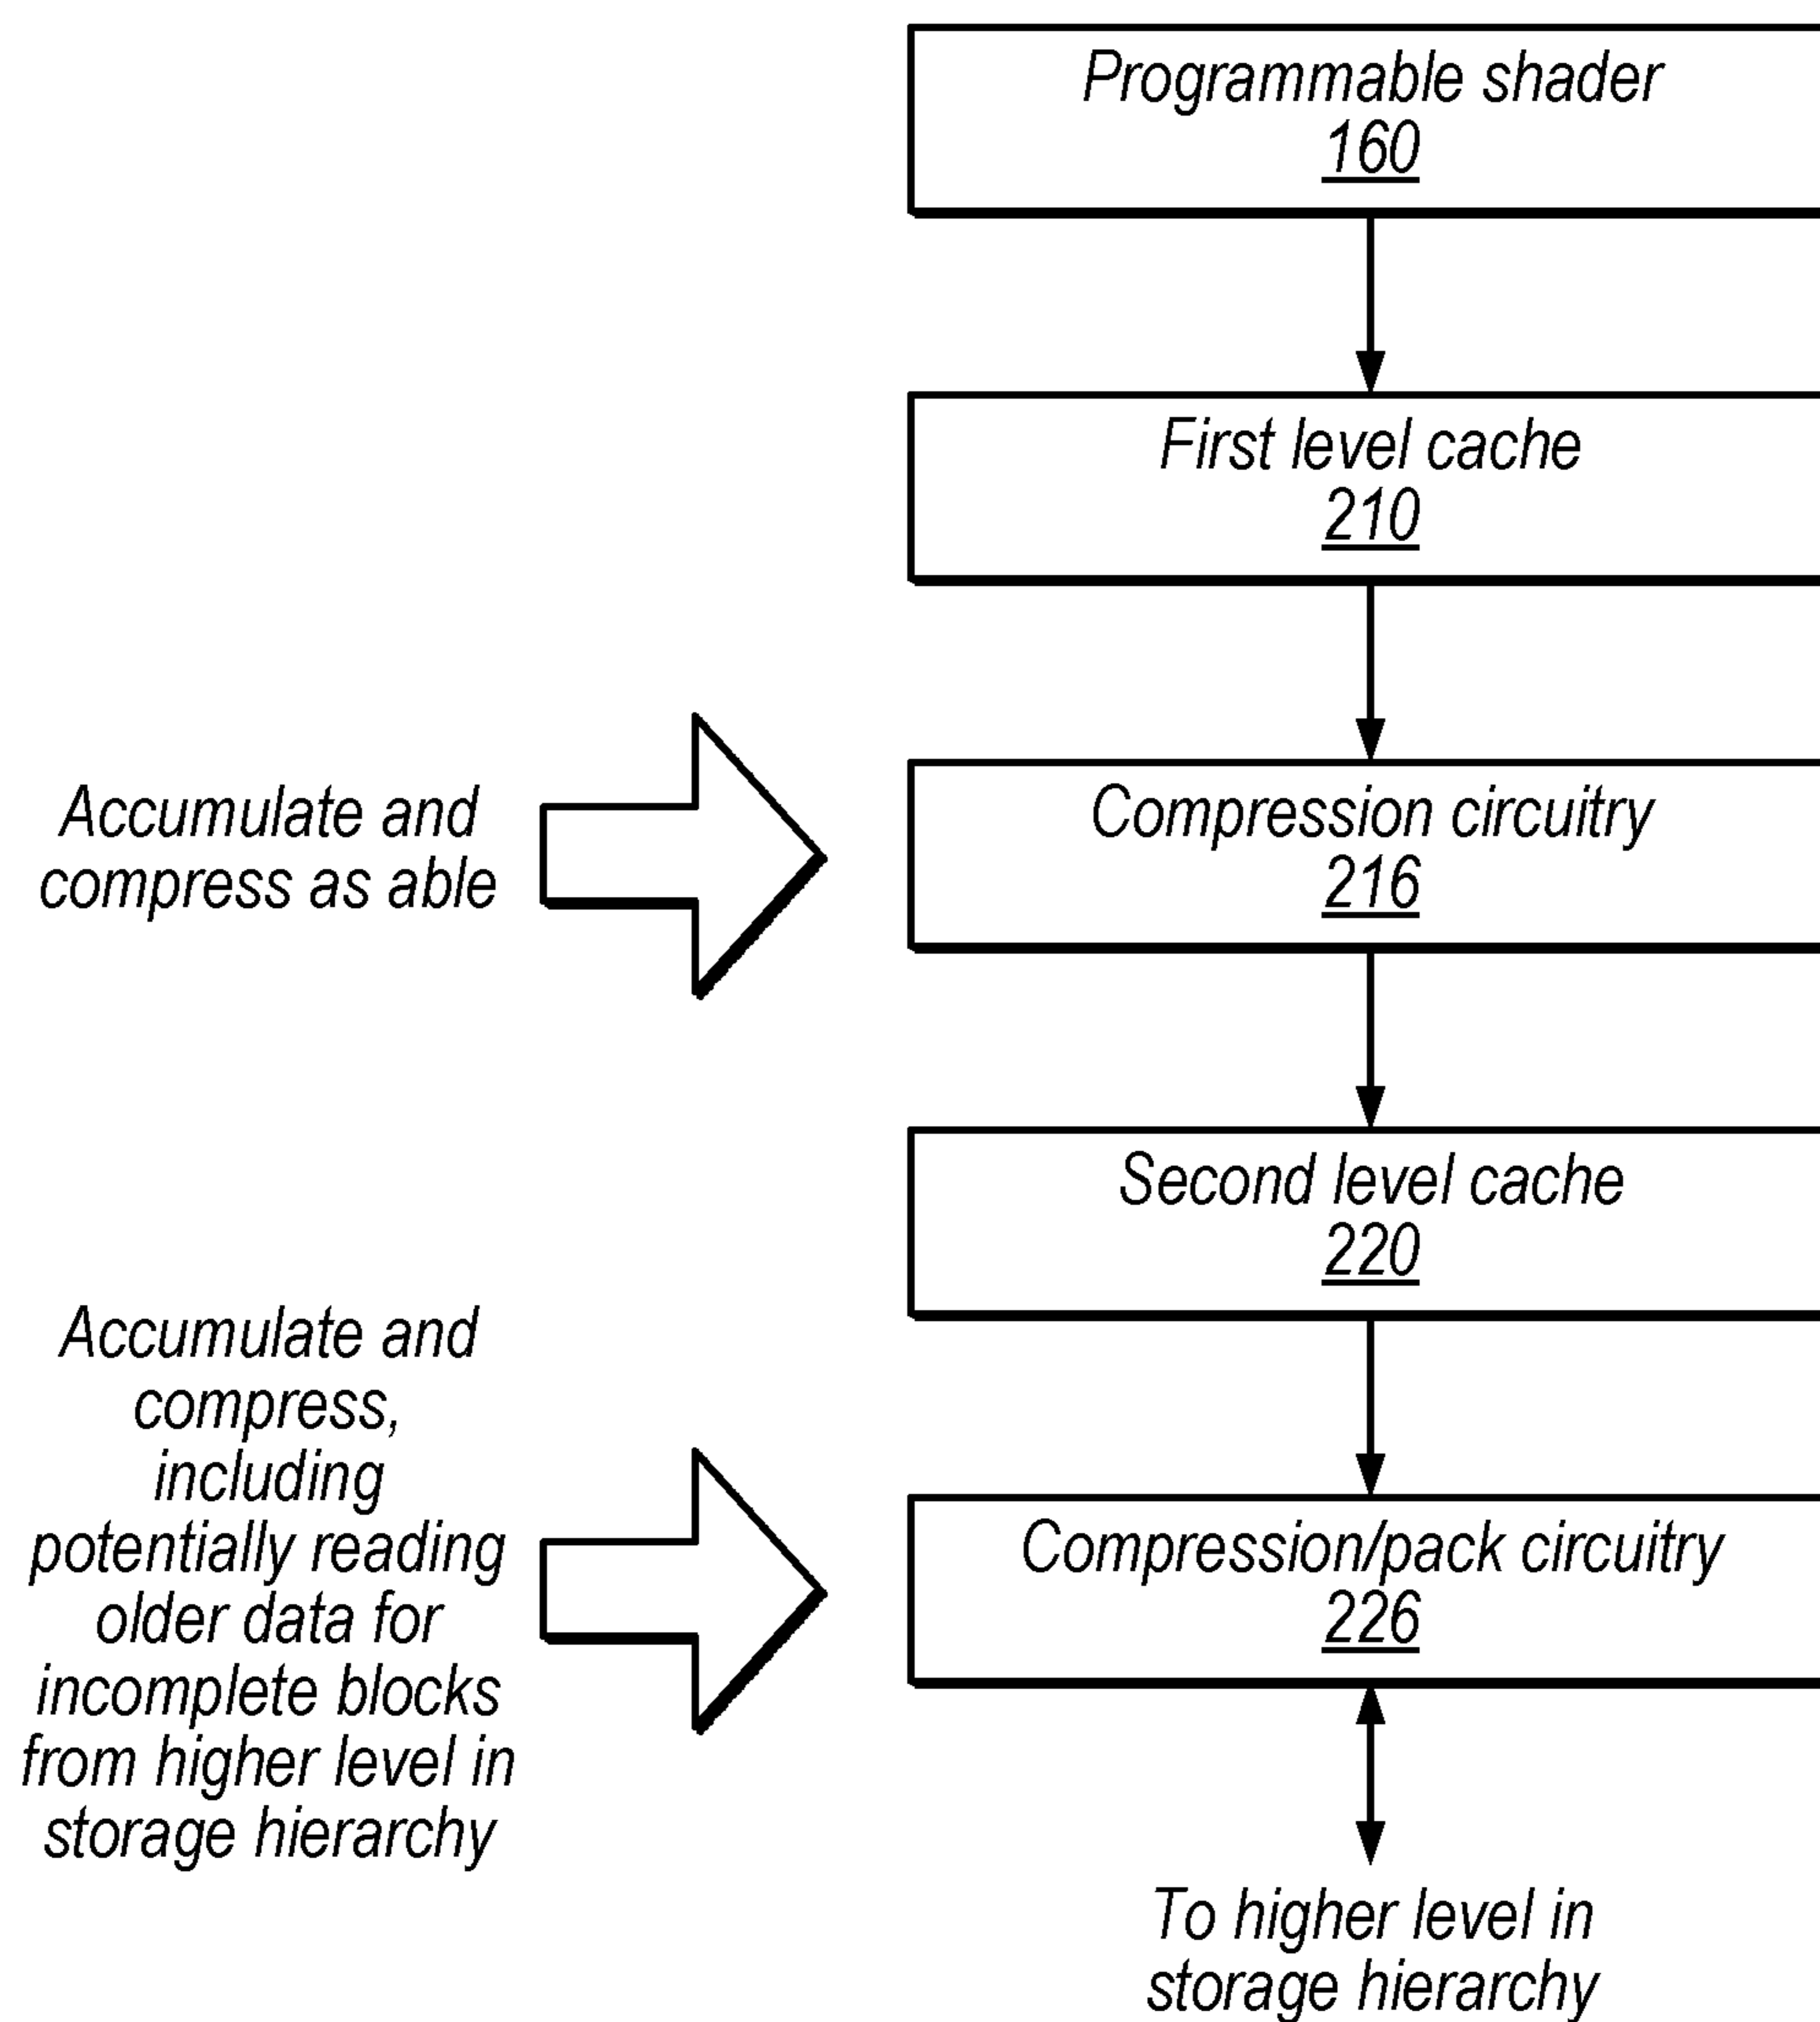 Programmable shader
160
First level cache
210
Accumulate and
compress as able
Compression circuitry
216
Second level cache
220
Accumulate and
compress,
including
potentially reading
older data for
incomplete blocks
from higher level in
storage hierarchy
Compression/pack circuitry
226
To higher level in
storage hierarchy